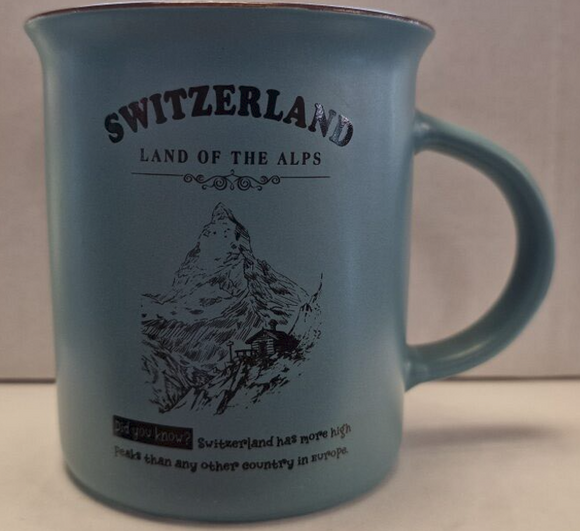 SWITZERLAND
LAND OF THE ALPS
Did you know? Switzerland has more high
Peaks than any other country in Europe.